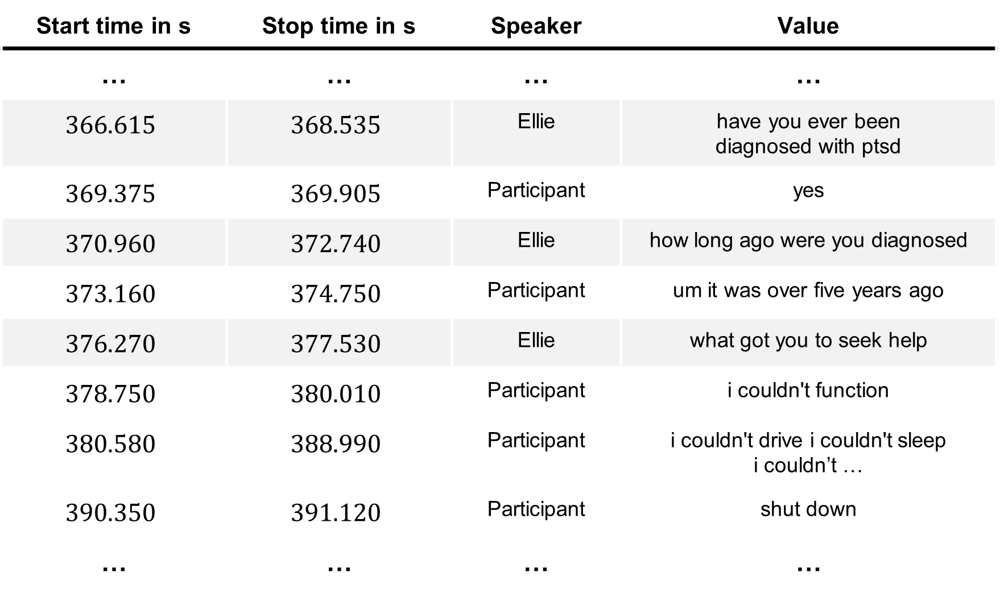 Start time in s Stop time in s Speaker Value
... ... ... ...
366.615 368.535 Ellie have you ever been
diagnosed with ptsd
369.375 369.905 Participant yes
370.960 372.740 Ellie how long ago were you diagnosed
373.160 374.750 Participant um it was over five years ago
376.270 377.530 Ellie what got you to seek help
378.750 380.010 Participant i couldn't function
380.580 388.990 Participant i couldn't drive i couldn't sleep
i couldn’t …
390.350 391.120 Participant shut down
... ... ... ...